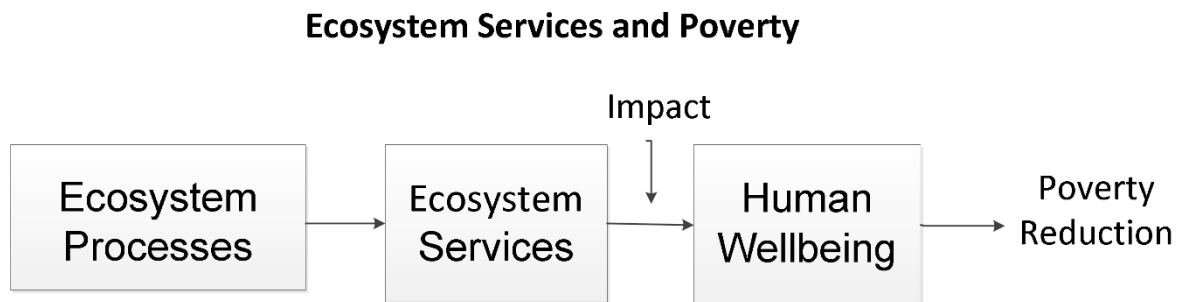 Ecosystem Services and Poverty
Impact
Ecosystem
Processes
Ecosystem
Services
Human
Wellbeing
Poverty
Reduction